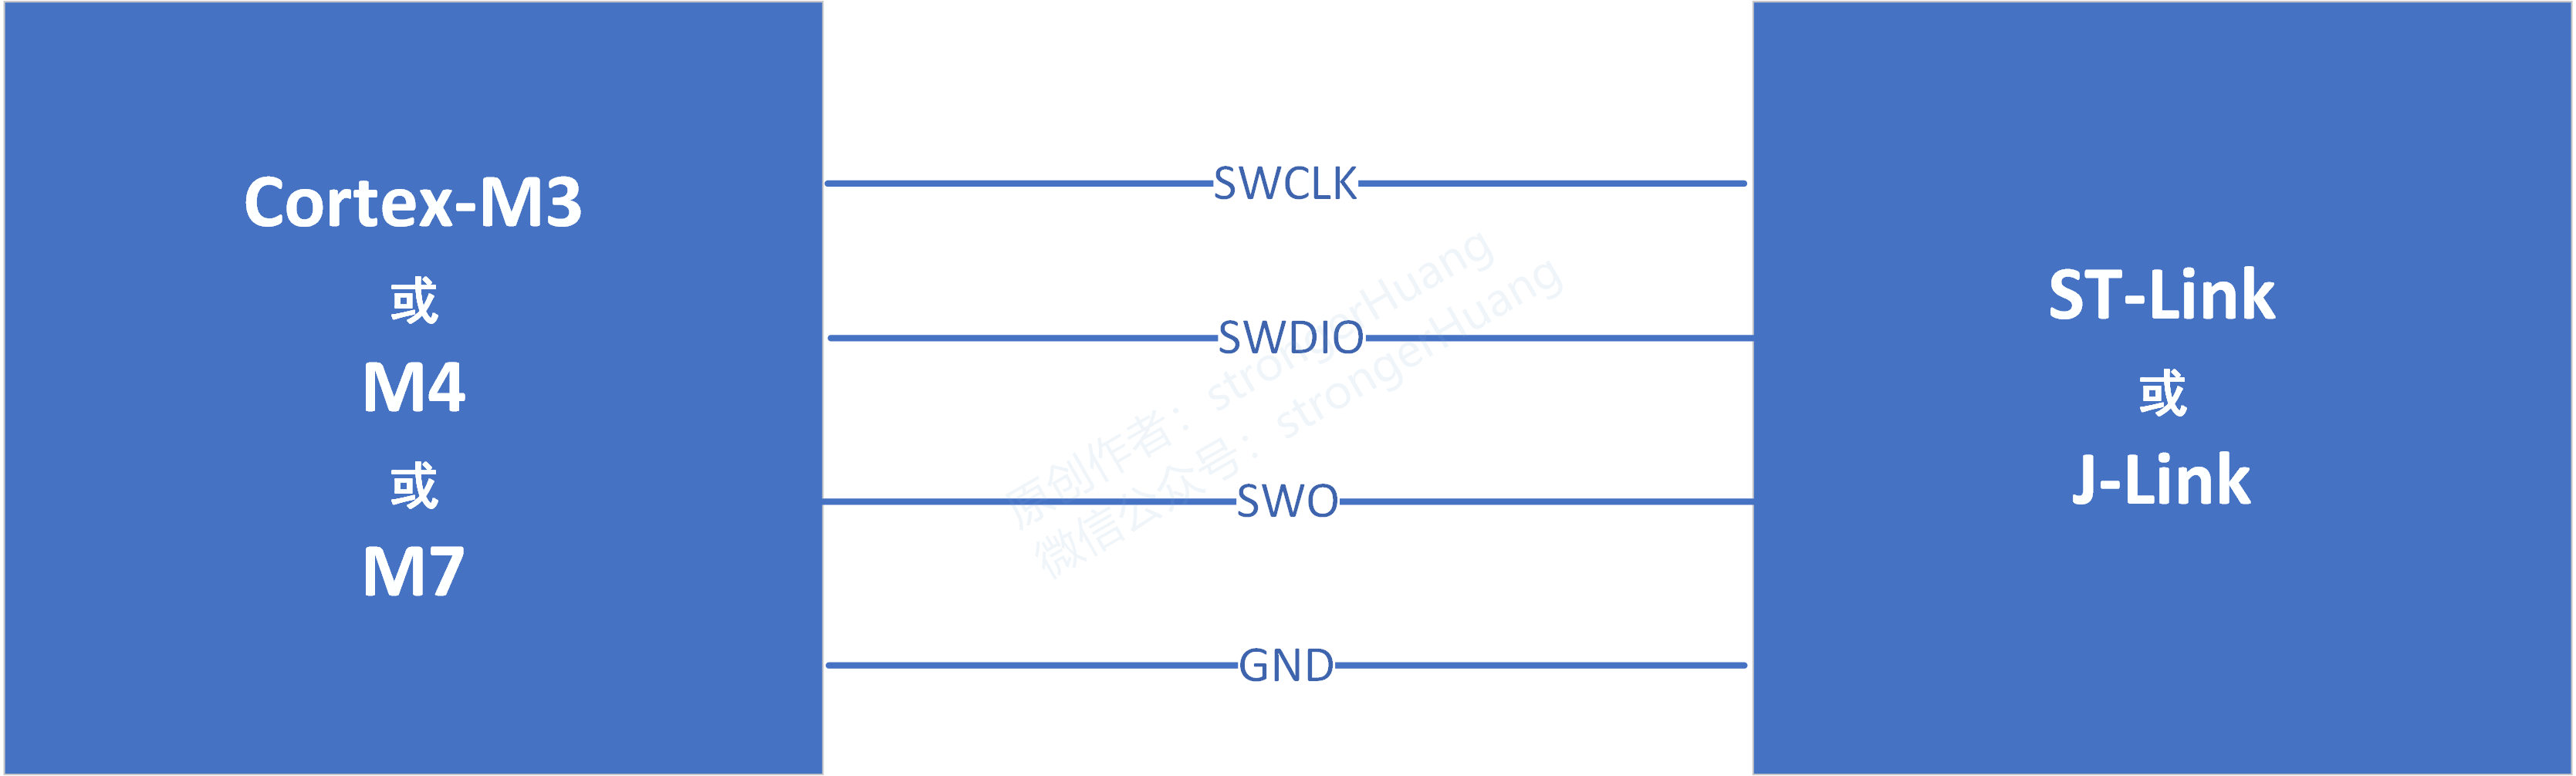 Cortex-M3
或
M4
或
M7
SWCLK
SWDIO
SWO
GND
ST-Link
或
J-Link
原创作者：strongerHuang
微信公众号：strongerHuang